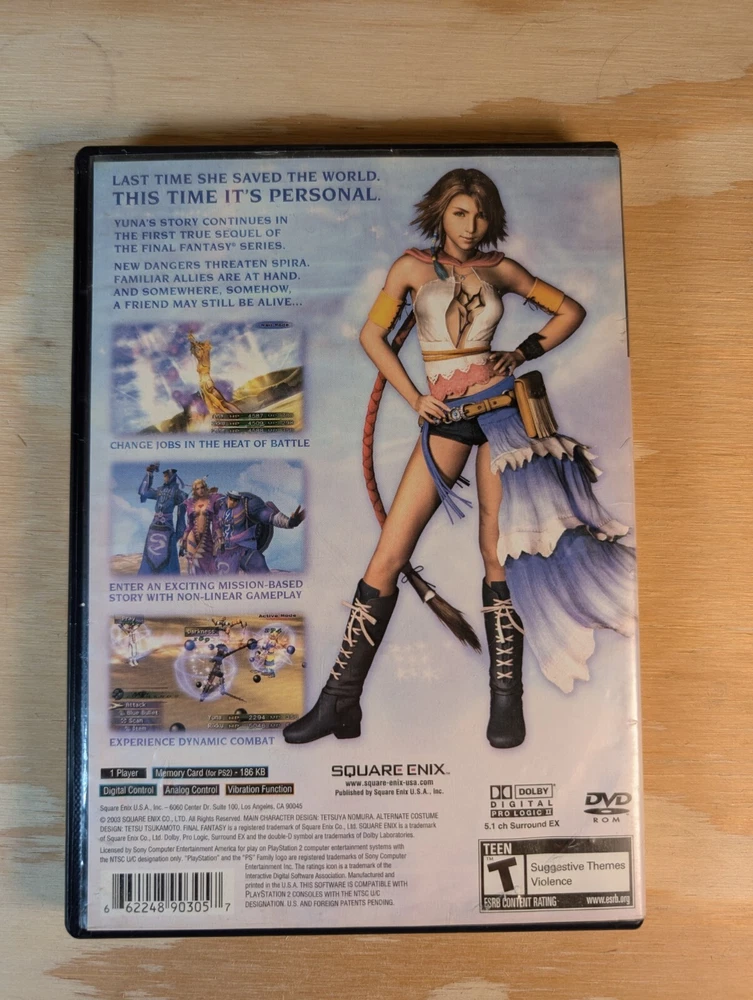 LAST TIME SHE SAVED THE WORLD.
THIS TIME IT'S PERSONAL.
YUNA'S STORY CONTINUES IN
THE FIRST TRUE SEQUEL OF
THE FINAL FANTASY® SERIES.
NEW DANGERS THREATEN SPIRA.
FAMILIAR ALLIES ARE AT HAND.
AND SOMEWHERE, SOMEHOW,
A FRIEND MAY STILL BE ALIVE...
CHANGE JOBS IN THE HEAT OF BATTLE
ENTER AN EXCITING MISSION-BASED
STORY WITH NON-LINEAR GAMEPLAY
Active Mode
Darkness
Attack
Blue Bullet
Scan
EXPERIENCE DYNAMIC COMBAT
1 Player
Memory Card (for PS2) - 186 KB
Digital Control
Analog Control
Vibration Function
SQUARE ENIX™
www.square-enix-usa.com
Published by Square Enix U.S.A., Inc.
Square Enix U.S.A., Inc. - 6060 Center Dr. Suite 100, Los Angeles, CA 90045
© 2003 SQUARE ENIX CO., LTD. All Rights Reserved. MAIN CHARACTER DESIGN: TETSUYA NOMURA, ALTERNATE COSTUME
DESIGN: TETSU TSUKAMOTO. FINAL FANTASY is a registered trademark of Square Enix Co., Ltd. SQUARE ENIX is a trademark
of Square Enix Co., Ltd. Dolby, Pro Logic, Surround EX and the double-D symbol are trademarks of Dolby Laboratories.
Licensed by Sony Computer Entertainment America for play on PlayStation 2 computer entertainment systems with
the NTSC U/C designation only. "PlayStation" and the "PS" Family logo are registered trademarks of Sony Computer
Entertainment Inc. The ratings icon is a trademark of the
Interactive Digital Software Association. Manufactured and
printed in the U.S.A. THIS SOFTWARE IS COMPATIBLE WITH
PLAYSTATION 2 CONSOLES WITH THE NTSC U/C
DESIGNATION. U.S. AND FOREIGN PATENTS PENDING.
6 62248 90305 7
DOLBY
DIGITAL
PRO LOGIC II
5.1 ch Surround EX
DVD
ROM
TEEN
T
Suggestive Themes
Violence
ESRB CONTENT RATING
www.esrb.org